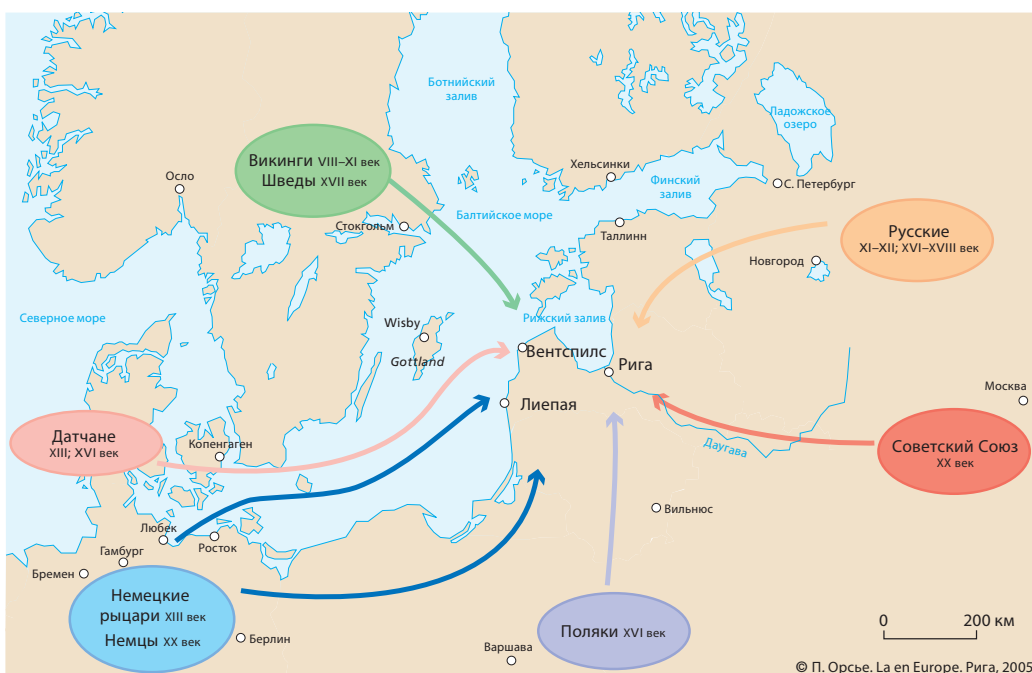 Ботнийский
залив
Ладожское
озеро
Викинги VIII–XI век
Шведы XVII век
Хельсинки
Осло
Финский
залив
С. Петербург
Балтийское море
Стокгольм
Таллинн
Русские
XI–XII; XVI–XVIII век
Новгород
Северное море
Wisby
Рижский залив
Gottland
Вентспилс
Рига
Москва
Лиепая
Датчане
XIII; XVI век
Копенгаген
Даугава
Советский Союз
XX век
Вильнюс
Любек
Росток
Гамбург
Бремен
Немецкие
рыцари XIII век
Немцы XX век
Берлин
Поляки XVI век
Варшава
0 200 км
© П. Орсье. La en Europe. Рига, 2005